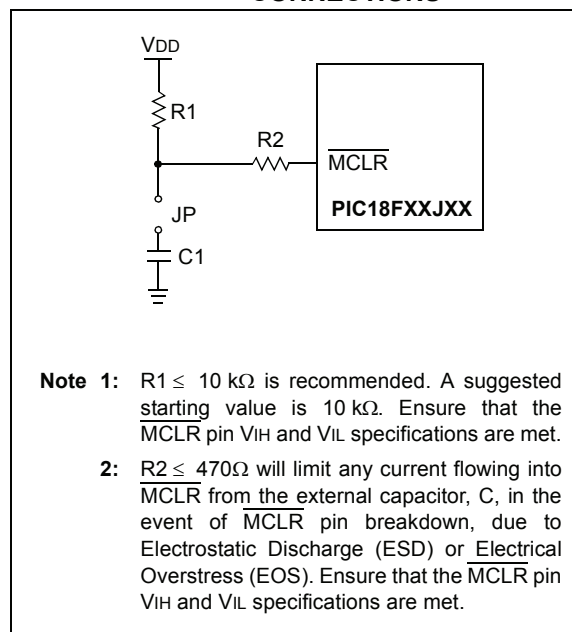 VDD
R1
R2
MCLR
PIC18FXXJXX
JP
C1
Note 1: R1 ≤ 10 kΩ is recommended. A suggested
starting value is 10 kΩ. Ensure that the
MCLR pin VIH and VIL specifications are met.
2: R2 ≤ 470Ω will limit any current flowing into
MCLR from the external capacitor, C, in the
event of MCLR pin breakdown, due to
Electrostatic Discharge (ESD) or Electrical
Overstress (EOS). Ensure that the MCLR pin
VIH and VIL specifications are met.